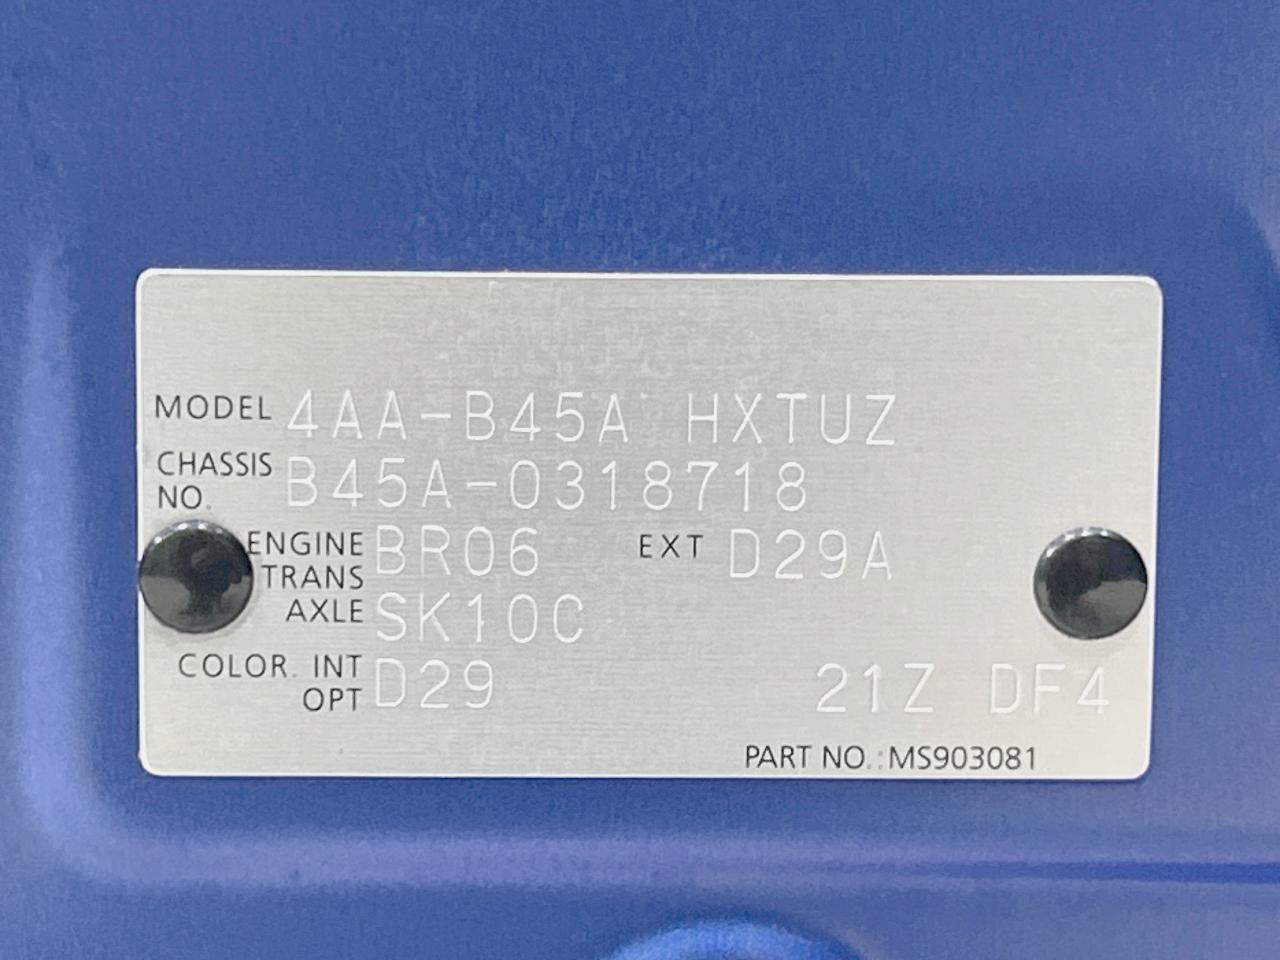 MODEL 4AA-B45A HXTUZ
CHASSIS NO. B45A-0318718
ENGINE BR06 EXT D29A
TRANS AXLE SK10C
COLOR. INT D29
OPT 21Z DF4
PART NO.:MS903081